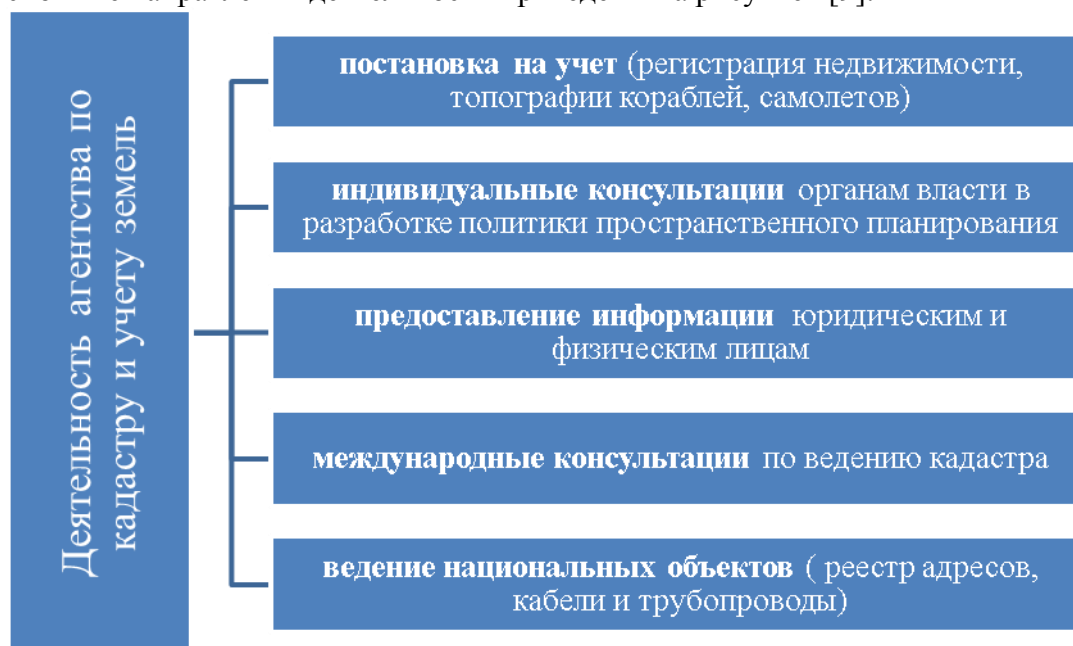 Деятельность агентства по
кадастру и учету земель
постановка на учет (регистрация недвижимости,
топографии кораблей, самолетов)
индивидуальные консультации органам власти в
разработке политики пространственного планирования
предоставление информации юридическим и
физическим лицам
международные консультации по ведению кадастра
ведение национальных объектов ( реестр адресов,
кабели и трубопроводы)